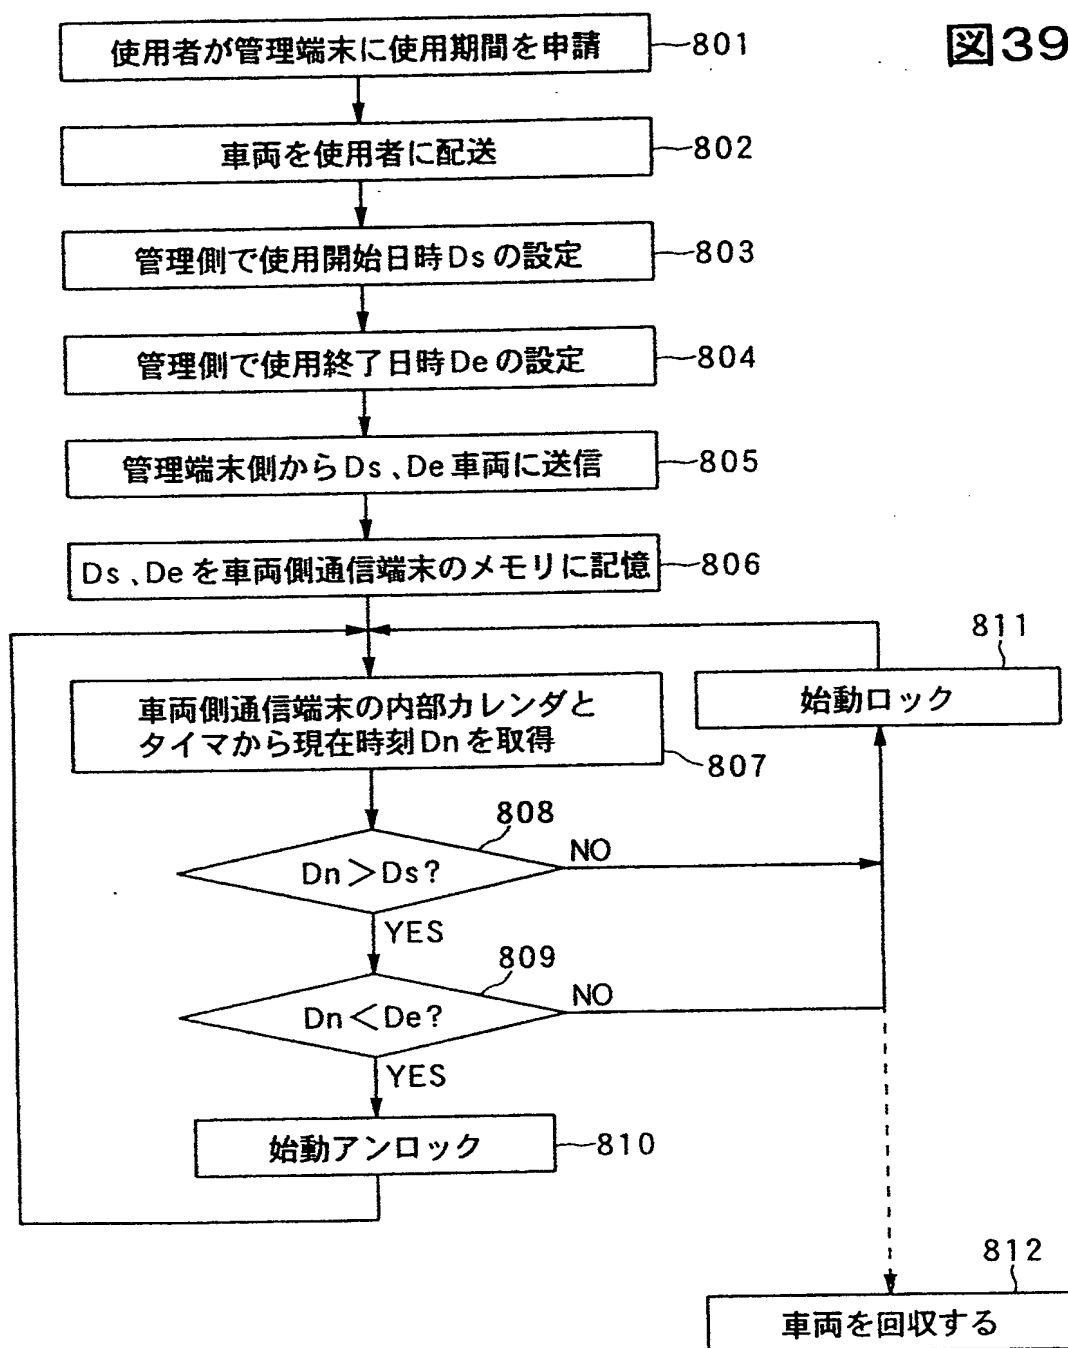 図39
使用者が管理端末に使用期間を申請
801
車両を使用者に配送
802
管理側で使用開始日時Dsの設定
803
管理側で使用終了日時Deの設定
804
管理端末側からDs、De車両に送信
805
Ds、Deを車両側通信端末のメモリに記憶
806
811
始動ロック
車両側通信端末の内部カレンダと
タイマから現在時刻Dnを取得
807
808
Dn＞Ds?
NO
YES
809
Dn＜De?
NO
YES
始動アンロック
810
812
車両を回収する